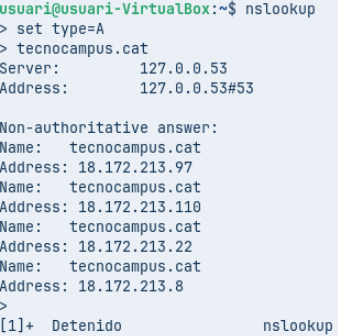 usuari@usuari-VirtualBox:~$ nslookup
> set type=A
> tecnocampus.cat
Server:         127.0.0.53
Address:        127.0.0.53#53

Non-authoritative answer:
Name:   tecnocampus.cat
Address: 18.172.213.97
Name:   tecnocampus.cat
Address: 18.172.213.110
Name:   tecnocampus.cat
Address: 18.172.213.22
Name:   tecnocampus.cat
Address: 18.172.213.8
>
[1]+  Detenido                nslookup